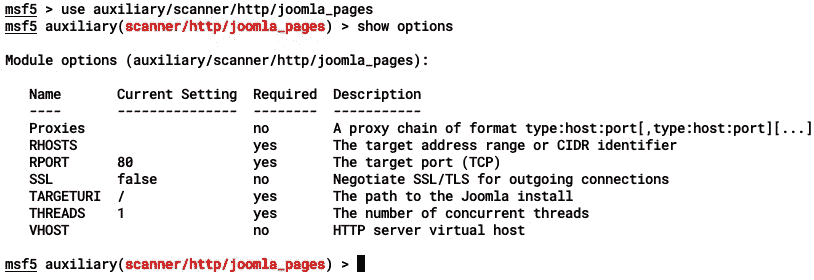 msf5 > use auxiliary/scanner/http/joomla_pages
msf5 auxiliary(scanner/http/joomla_pages) > show options
Module options (auxiliary/scanner/http/joomla_pages):
Name Current Setting Required Description
---- --------------- -------- -----------
Proxies no A proxy chain of format type:host:port[,type:host:port][...]
RHOSTS yes The target address range or CIDR identifier
RPORT 80 yes The target port (TCP)
SSL false no Negotiate SSL/TLS for outgoing connections
TARGETURI / yes The path to the Joomla install
THREADS 1 yes The number of concurrent threads
VHOST no HTTP server virtual host
msf5 auxiliary(scanner/http/joomla_pages) >